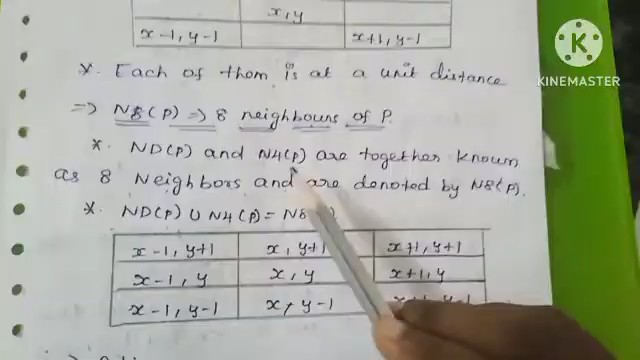 x, y
x-1, y-1 x+1, y-1
KINEMASTER
*. Each of them is at a unit distance
=> N8(P) => 8 neighbours of P.
*. ND(P) and N4(P) are together known
as 8 Neighbors and are denoted by N8(P).
*. ND(P) U N4(P) = N8
x-1, y+1 x, y+1 x+1, y+1
x-1, y x, y x+1, y
x-1, y-1 x, y-1